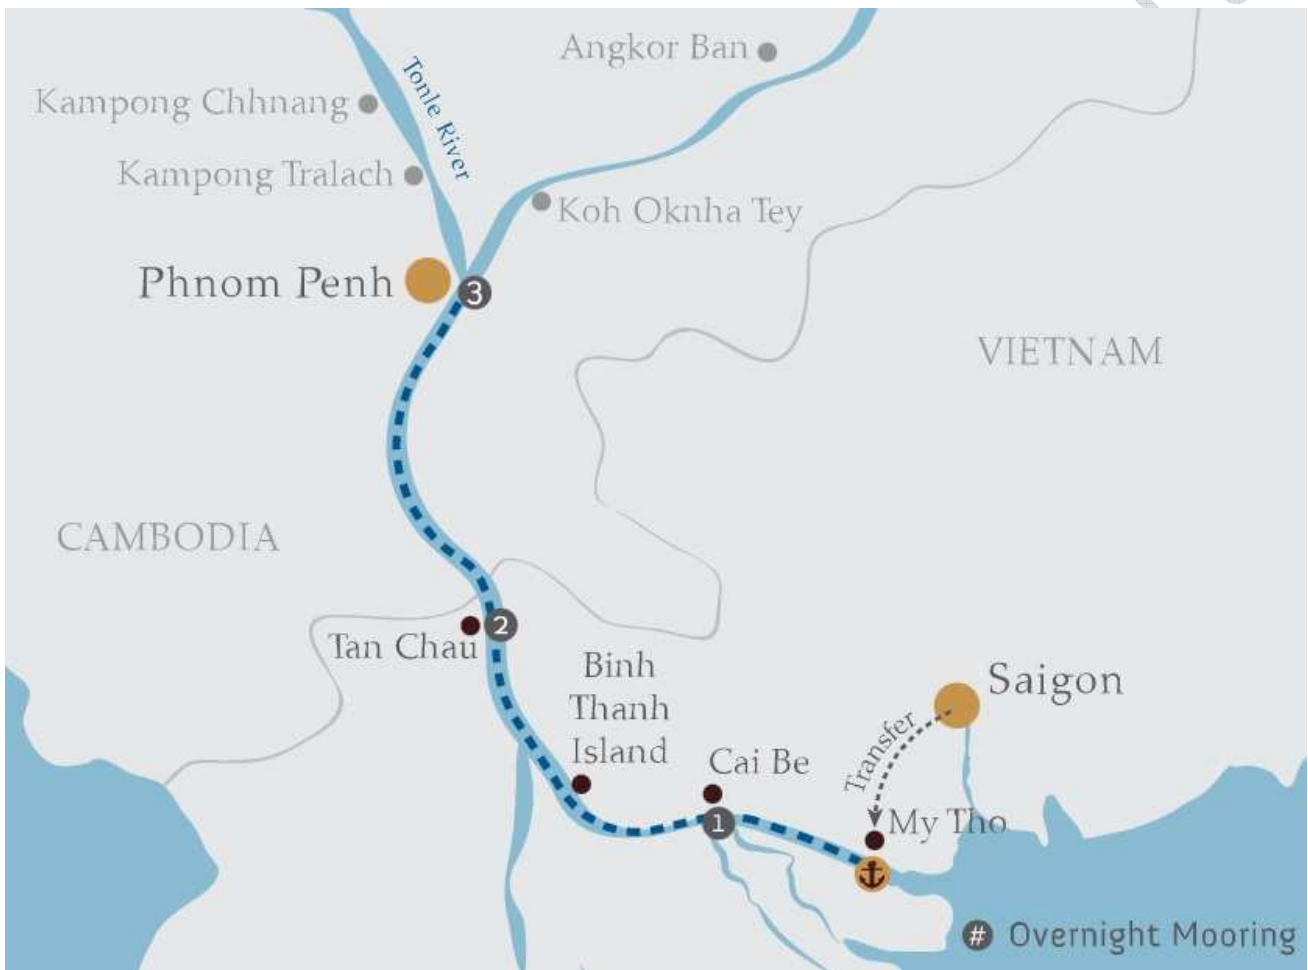 Angkor Ban
Kampong Chhnang
Tonle River
Kampong Tralach
Koh Oknha Tey
Phnom Penh
3
VIETNAM
CAMBODIA
2
Tan Chau
Binh
Thanh
Island
Saigon
Transfer
Cai Be
1
My Tho
# Overnight Mooring